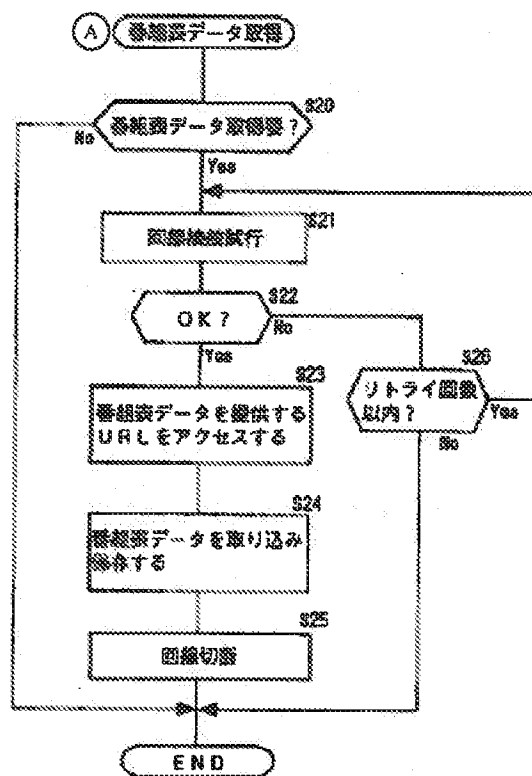 A 番組表データ取得
S20
番組表データ取得要?
No
Yes
S21
回線接続試行
S22
OK?
No
Yes
S23
番組表データを提供する
URLをアクセスする
S26
リトライ回数
以内?
Yes
No
S24
番組表データを取り込み
保存する
S25
回線切断
END